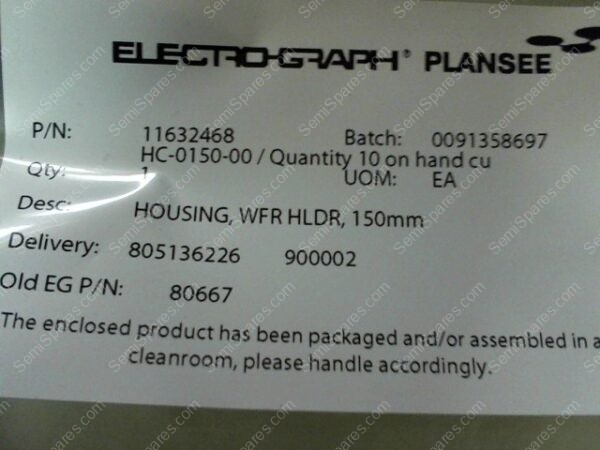 ELECTRO-GRAPH® PLANSEE
P/N: 11632468 Batch: 0091358697
HC-0150-00 / Quantity 10 on hand cu
Qty: 1 UOM: EA
Desc: HOUSING, WFR HLDR, 150mm
Delivery: 805136226 900002
Old EG P/N: 80667
The enclosed product has been packaged and/or assembled in a
cleanroom, please handle accordingly.
SemiSpares.com